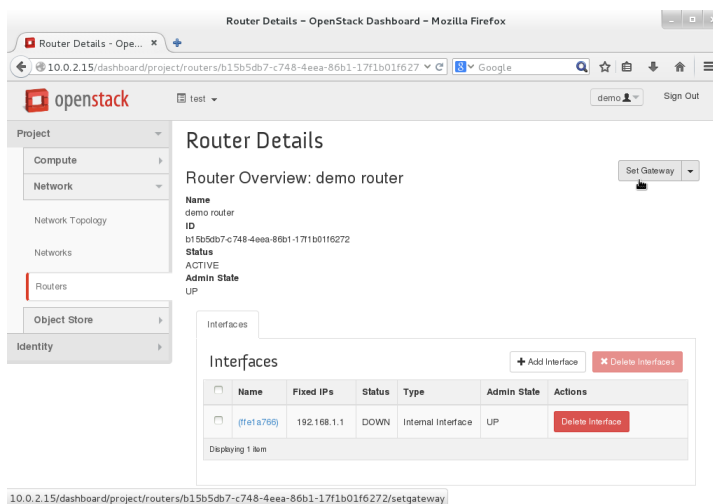 Router Details - OpenStack Dashboard - Mozilla Firefox
Router Details - Ope...
10.0.2.15/dashboard/project/routers/b15b5db7-c748-4eea-86b1-17f1b01f627
Google
openstack
test
demo
Sign Out
Project
Compute
Network
Network Topology
Networks
Routers
Object Store
Identity
Router Details
Set Gateway
Router Overview: demo router
Name
demo router
ID
b15b5db7-c748-4eea-86b1-17f1b01f6272
Status
ACTIVE
Admin State
UP
Interfaces
Interfaces
Add Interface
Delete Interfaces
Name Fixed IPs Status Type Admin State Actions
(ffe1a766) 192.168.1.1 DOWN Internal Interface UP Delete Interface
Displaying 1 item
10.0.2.15/dashboard/project/routers/b15b5db7-c748-4eea-86b1-17f1b01f6272/setgateway